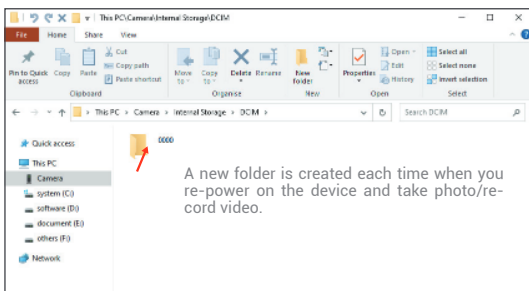 This PC\Camera\Internal Storage\DCIM
File Home Share View
Pin to Quick access
Copy
Paste
Cut
Copy path
Paste shortcut
Move to
Copy to
Delete
Rename
New folder
Properties
Open
Edit
History
Select all
Select none
Invert selection
Clipboard Organise New Open Select
This PC > Camera > Internal Storage > DCIM >
Search DCIM
Quick access
This PC
Camera
system (C:)
software (D:)
document (E:)
others (F:)
Network
0000
A new folder is created each time when you
re-power on the device and take photo/re-
cord video.